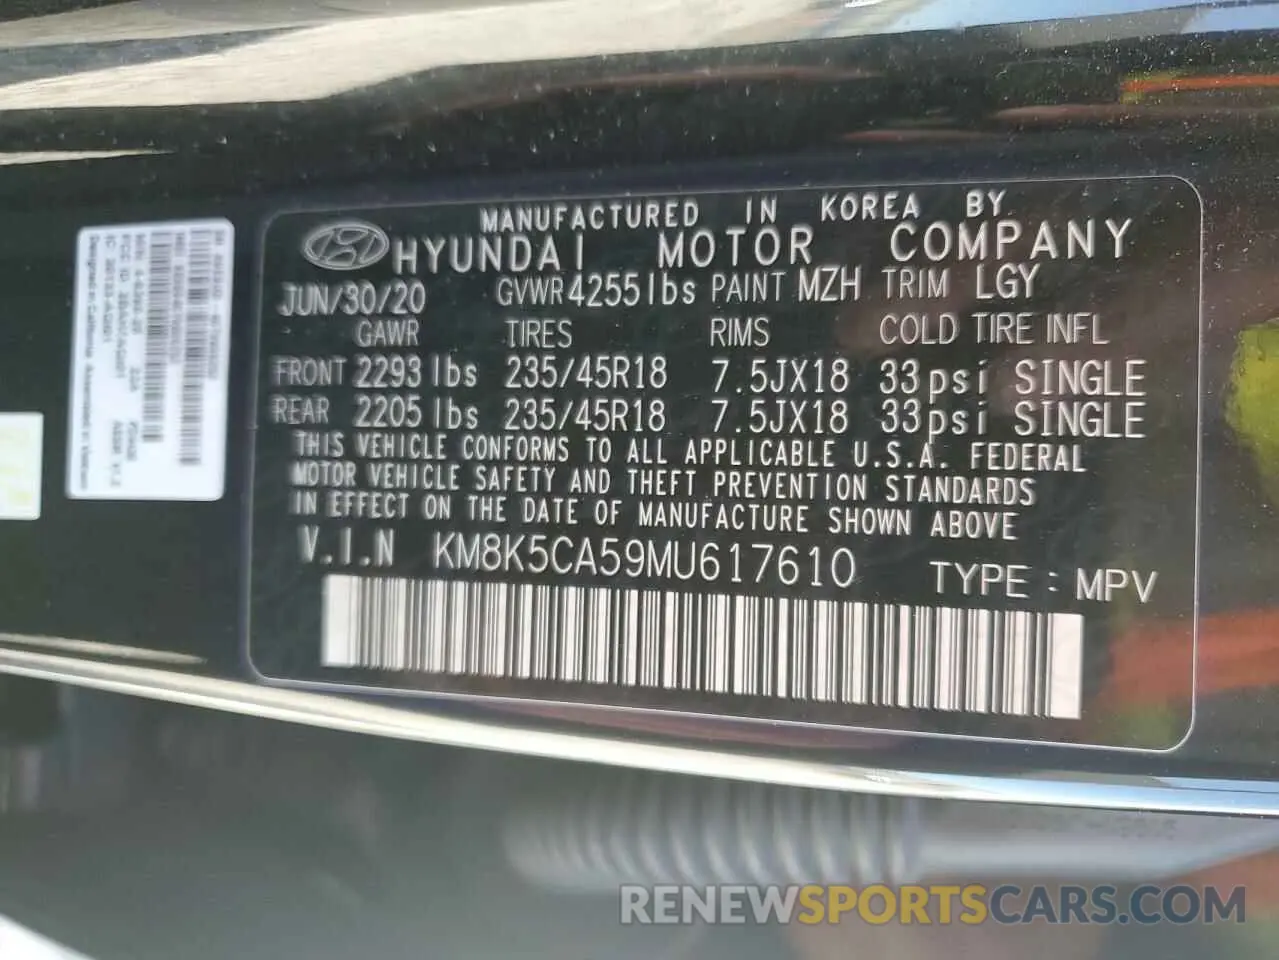 MANUFACTURED IN KOREA BY
HYUNDAI MOTOR COMPANY
JUN/30/20 GVWR 4255lbs PAINT MZH TRIM LGY
GAWR TIRES RIMS COLD TIRE INFL
FRONT 2293 lbs 235/45R18 7.5JX18 33psi SINGLE
REAR 2205 lbs 235/45R18 7.5JX18 33psi SINGLE
THIS VEHICLE CONFORMS TO ALL APPLICABLE U.S.A. FEDERAL
MOTOR VEHICLE SAFETY AND THEFT PREVENTION STANDARDS
IN EFFECT ON THE DATE OF MANUFACTURE SHOWN ABOVE
V.I.N KM8K5CA59MU617610 TYPE : MPV
RENEWSPORTSCARS.COM